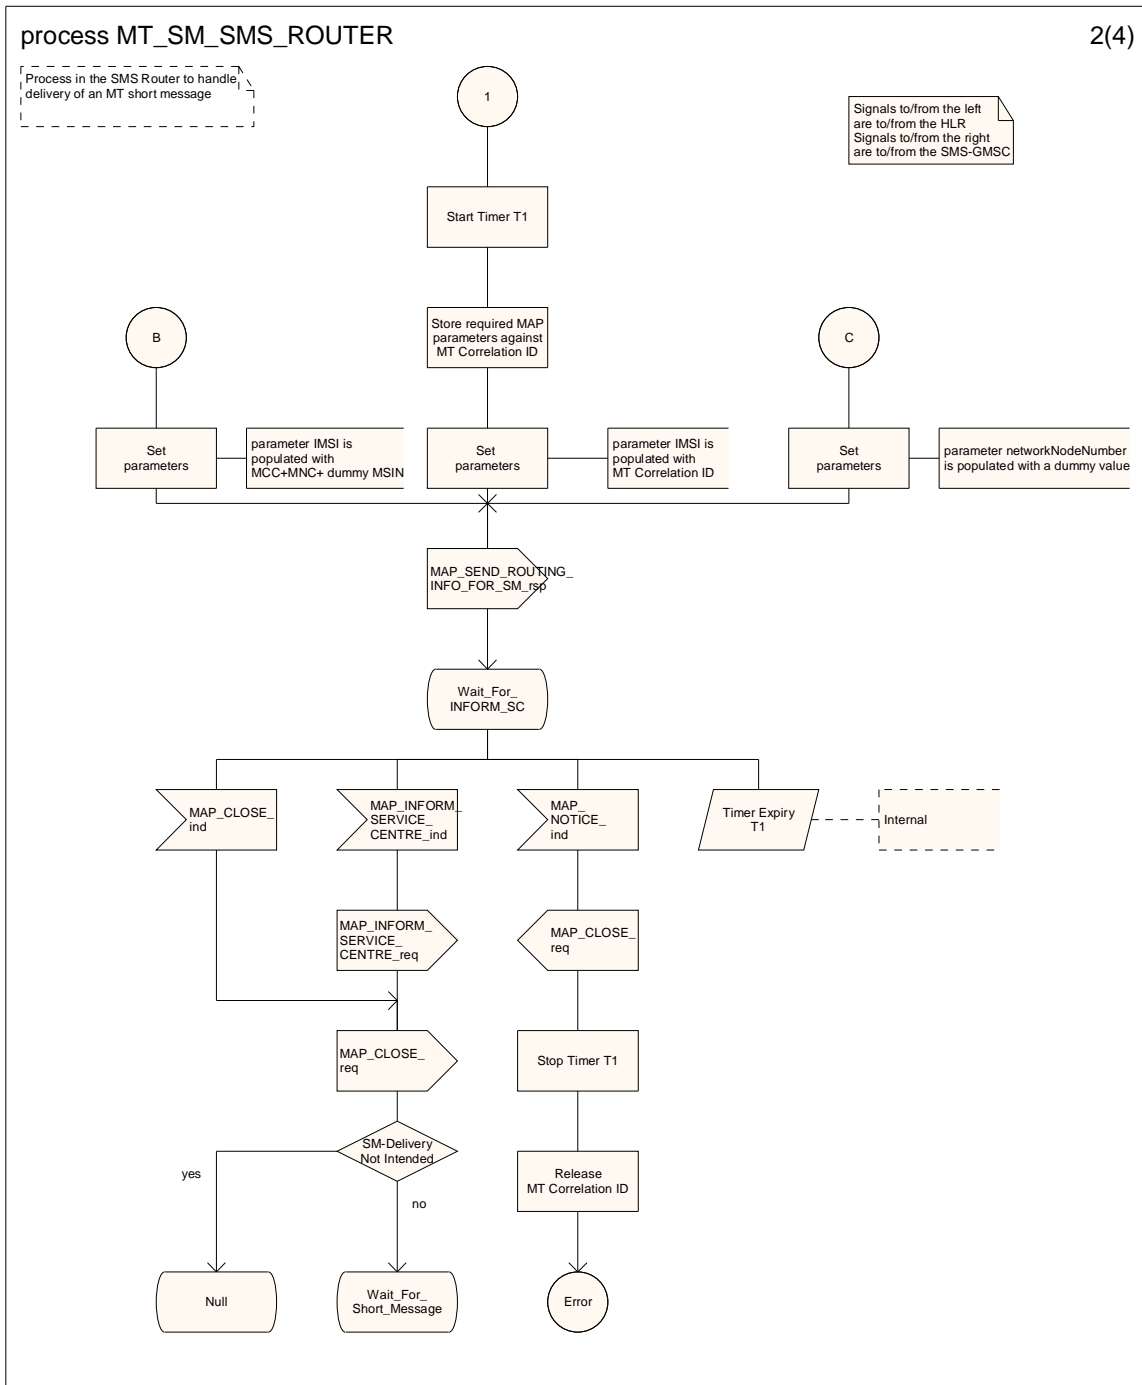 process MT_SM_SMS_ROUTER
2(4)
Process in the SMS Router to handle
delivery of an MT short message
1
Signals to/from the left
are to/from the HLR
Signals to/from the right
are to/from the SMS-GMSC
Start Timer T1
B
Store required MAP
parameters against
MT Correlation ID
C
Set
parameters
parameter IMSI is
populated with
MCC+MNC+ dummy MSIN
Set
parameters
parameter IMSI is
populated with
MT Correlation ID
Set
parameters
parameter networkNodeNumber
is populated with a dummy value
MAP_SEND_ROUTING_
INFO_FOR_SM_rsp
Wait_For_
INFORM_SC
MAP_CLOSE_
ind
MAP_INFORM_
SERVICE_
CENTRE_ind
MAP_
NOTICE_
ind
Timer Expiry
T1
Internal
MAP_INFORM_
SERVICE_
CENTRE_req
MAP_CLOSE_
req
MAP_CLOSE_
req
Stop Timer T1
SM-Delivery
Not Intended
yes
no
Release
MT Correlation ID
Null
Wait_For_
Short_Message
Error